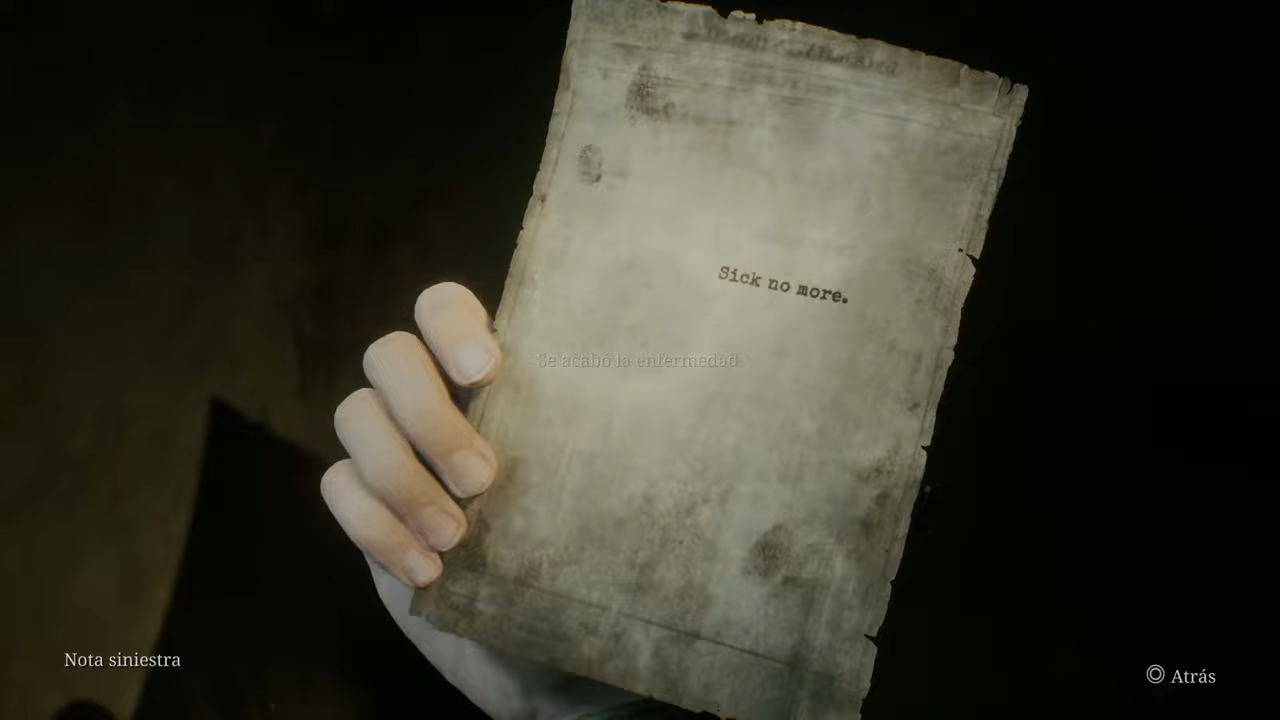 Sick no more.
Se acabó la enfermedad
Nota siniestra
Atrás